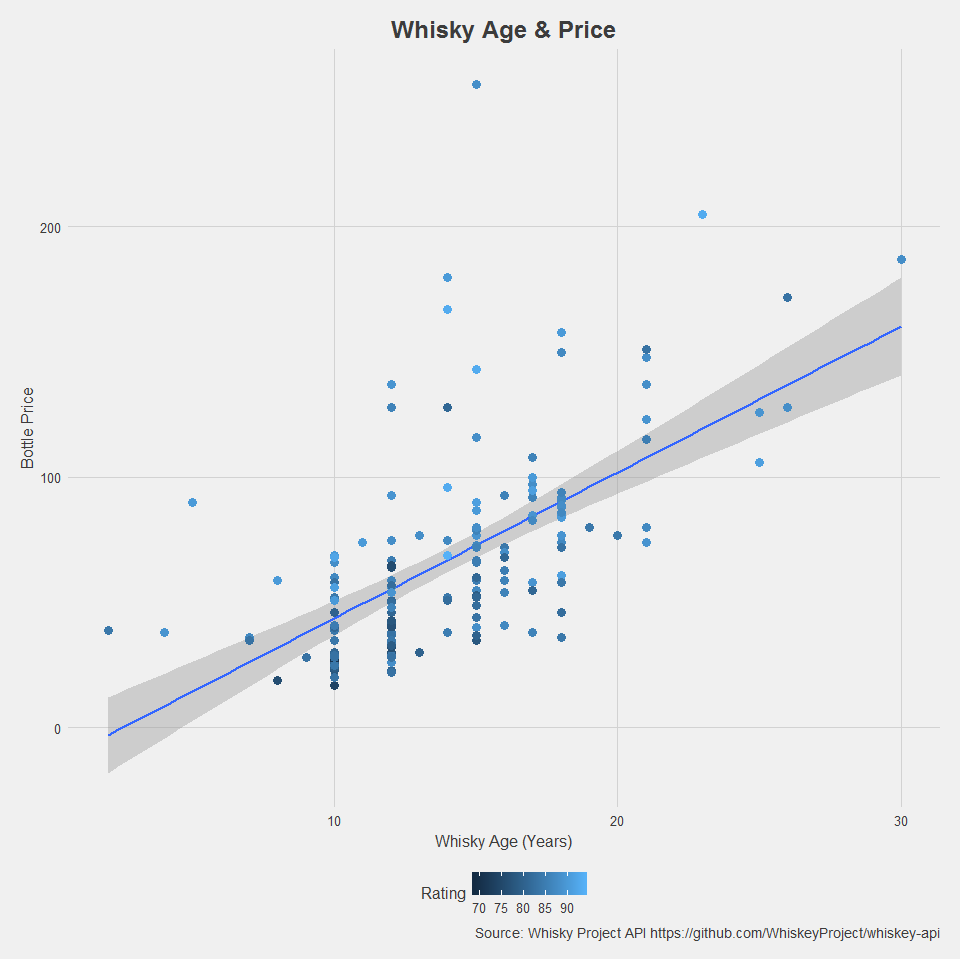 Whisky Age & Price
200
100
0
Bottle Price
10 20 30
Whisky Age (Years)
Rating
70 75 80 85 90
Source: Whisky Project API https://github.com/WhiskeyProject/whiskey-api